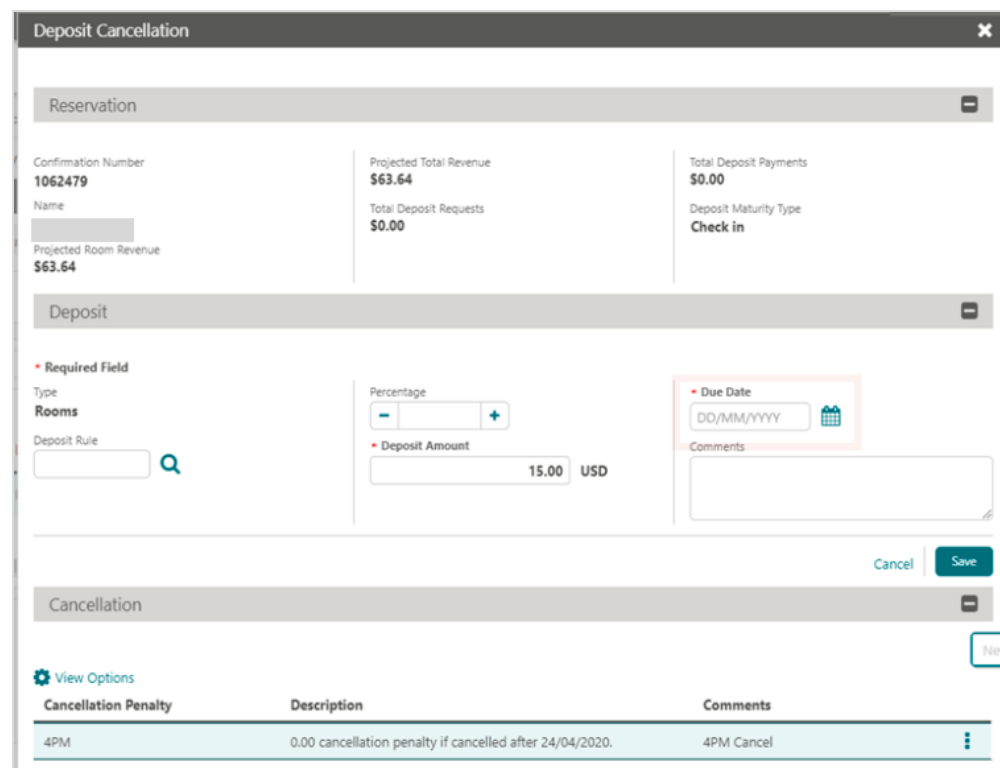 Deposit Cancellation
Reservation
Confirmation Number
1062479
Name
Projected Room Revenue
$63.64
Projected Total Revenue
$63.64
Total Deposit Requests
$0.00
Total Deposit Payments
$0.00
Deposit Maturity Type
Check in
Deposit
* Required Field
Type
Rooms
Deposit Rule
Percentage
* Deposit Amount
15.00 USD
* Due Date
DD/MM/YYYY
Comments
Cancel
Save
Cancellation
View Options
Cancellation Penalty Description Comments
4PM 0.00 cancellation penalty if cancelled after 24/04/2020. 4PM Cancel